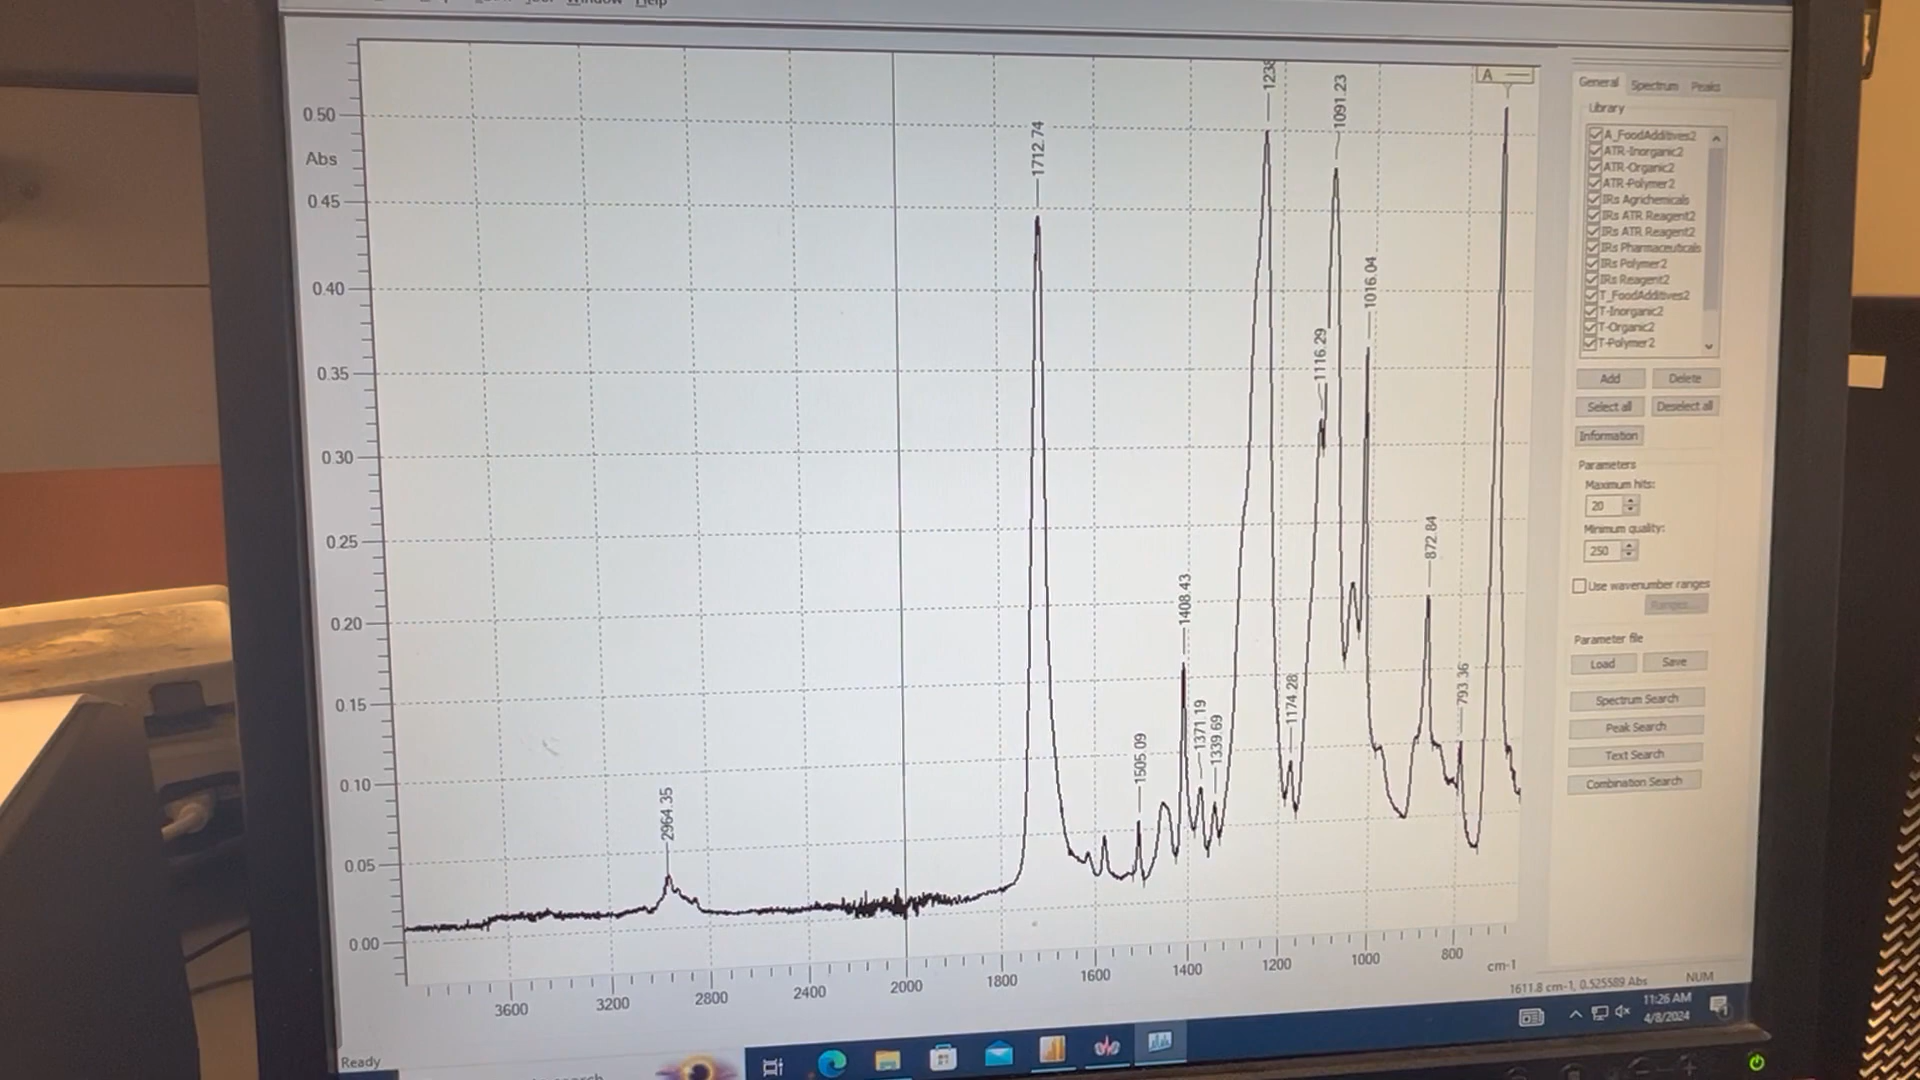 Window Help
0.50
Abs
0.45
0.40
0.35
0.30
0.25
0.20
0.15
0.10
0.05
0.00
2964.35
1712.74
1505.09
1408.43
1371.19
1339.69
1238
1174.28
1116.29
1091.23
1016.04
872.84
793.36
A
3600
3200
2800
2400
2000
1800
1600
1400
1200
1000
800
cm-1
General Spectrum Peaks
Library
A_FoodAdditives2
ATR-Inorganic2
ATR-Organic2
ATR-Polymer2
IRs Agrichemicals
IRs ATR Reagent2
IRs ATR Reagent2
IRs Pharmaceuticals
IRs Polymer2
IRs Reagent2
T_FoodAdditives2
T-Inorganic2
T-Organic2
T-Polymer2
Add Delete
Select all Deselect all
Information
Parameters
Maximum hits:
20
Minimum quality:
250
Use wavenumber ranges
Ranges...
Parameter file
Load Save
Spectrum Search
Peak Search
Text Search
Combination Search
1611.8 cm-1, 0.525589 Abs NUM
Ready
11:26 AM
4/8/2024